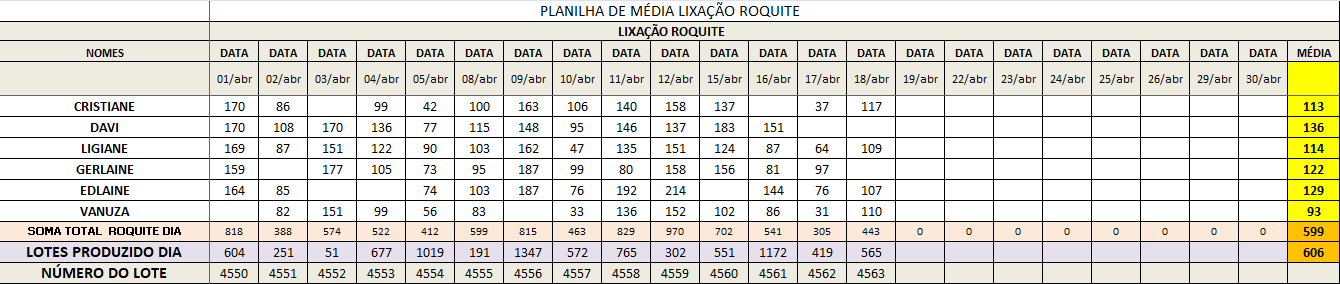 PLANILHA DE MÉDIA LIXAÇÃO ROQUITE
LIXAÇÃO ROQUITE
NOMES DATA DATA DATA DATA DATA DATA DATA DATA DATA DATA DATA DATA DATA DATA DATA DATA DATA DATA DATA DATA DATA DATA MÉDIA
01/abr 02/abr 03/abr 04/abr 05/abr 08/abr 09/abr 10/abr 11/abr 12/abr 15/abr 16/abr 17/abr 18/abr 19/abr 22/abr 23/abr 24/abr 25/abr 26/abr 29/abr 30/abr
CRISTIANE 170 86 99 42 100 163 106 140 158 137 37 117 113
DAVI 170 108 170 136 77 115 148 95 146 137 183 151 136
LIGIANE 169 87 151 122 90 103 162 47 135 151 124 87 64 109 114
GERLAINE 159 177 105 73 95 187 99 80 158 156 81 97 122
EDLAINE 164 85 74 103 187 76 192 214 144 76 107 129
VANUZA 82 151 99 56 83 33 136 152 102 86 31 110 93
SOMA TOTAL ROQUITE DIA 818 388 574 522 412 599 815 463 829 970 702 541 305 443 0 0 0 0 0 0 0 0 599
LOTES PRODUZIDO DIA 604 251 51 677 1019 191 1347 572 765 302 551 1172 419 565 606
NÚMERO DO LOTE 4550 4551 4552 4553 4554 4555 4556 4557 4558 4559 4560 4561 4562 4563